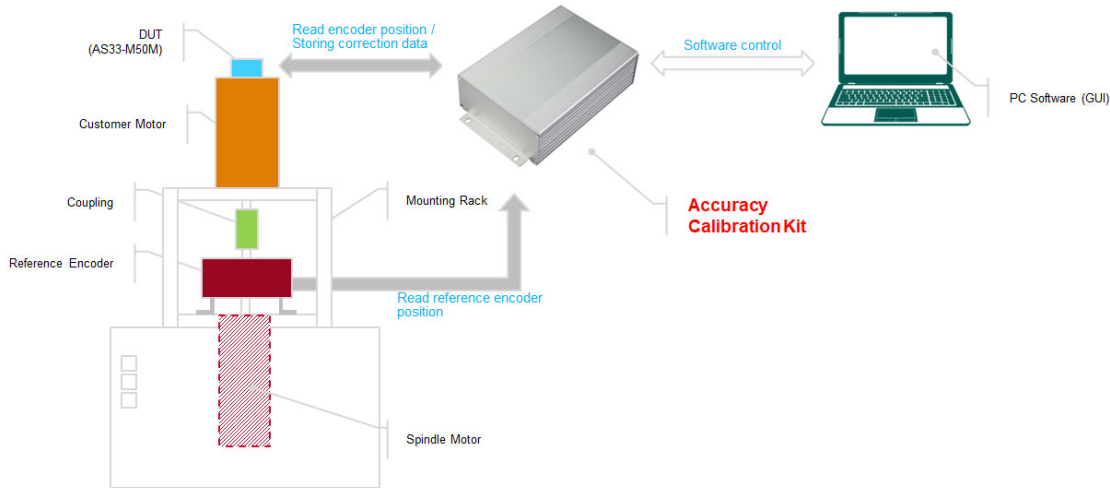 DUT
(AS33-M50M)
Read encoder position /
Storing correction data
Software control
PC Software (GUI)
Customer Motor
Coupling
Mounting Rack
Accuracy
Calibration Kit
Reference Encoder
Read reference encoder
position
Spindle Motor